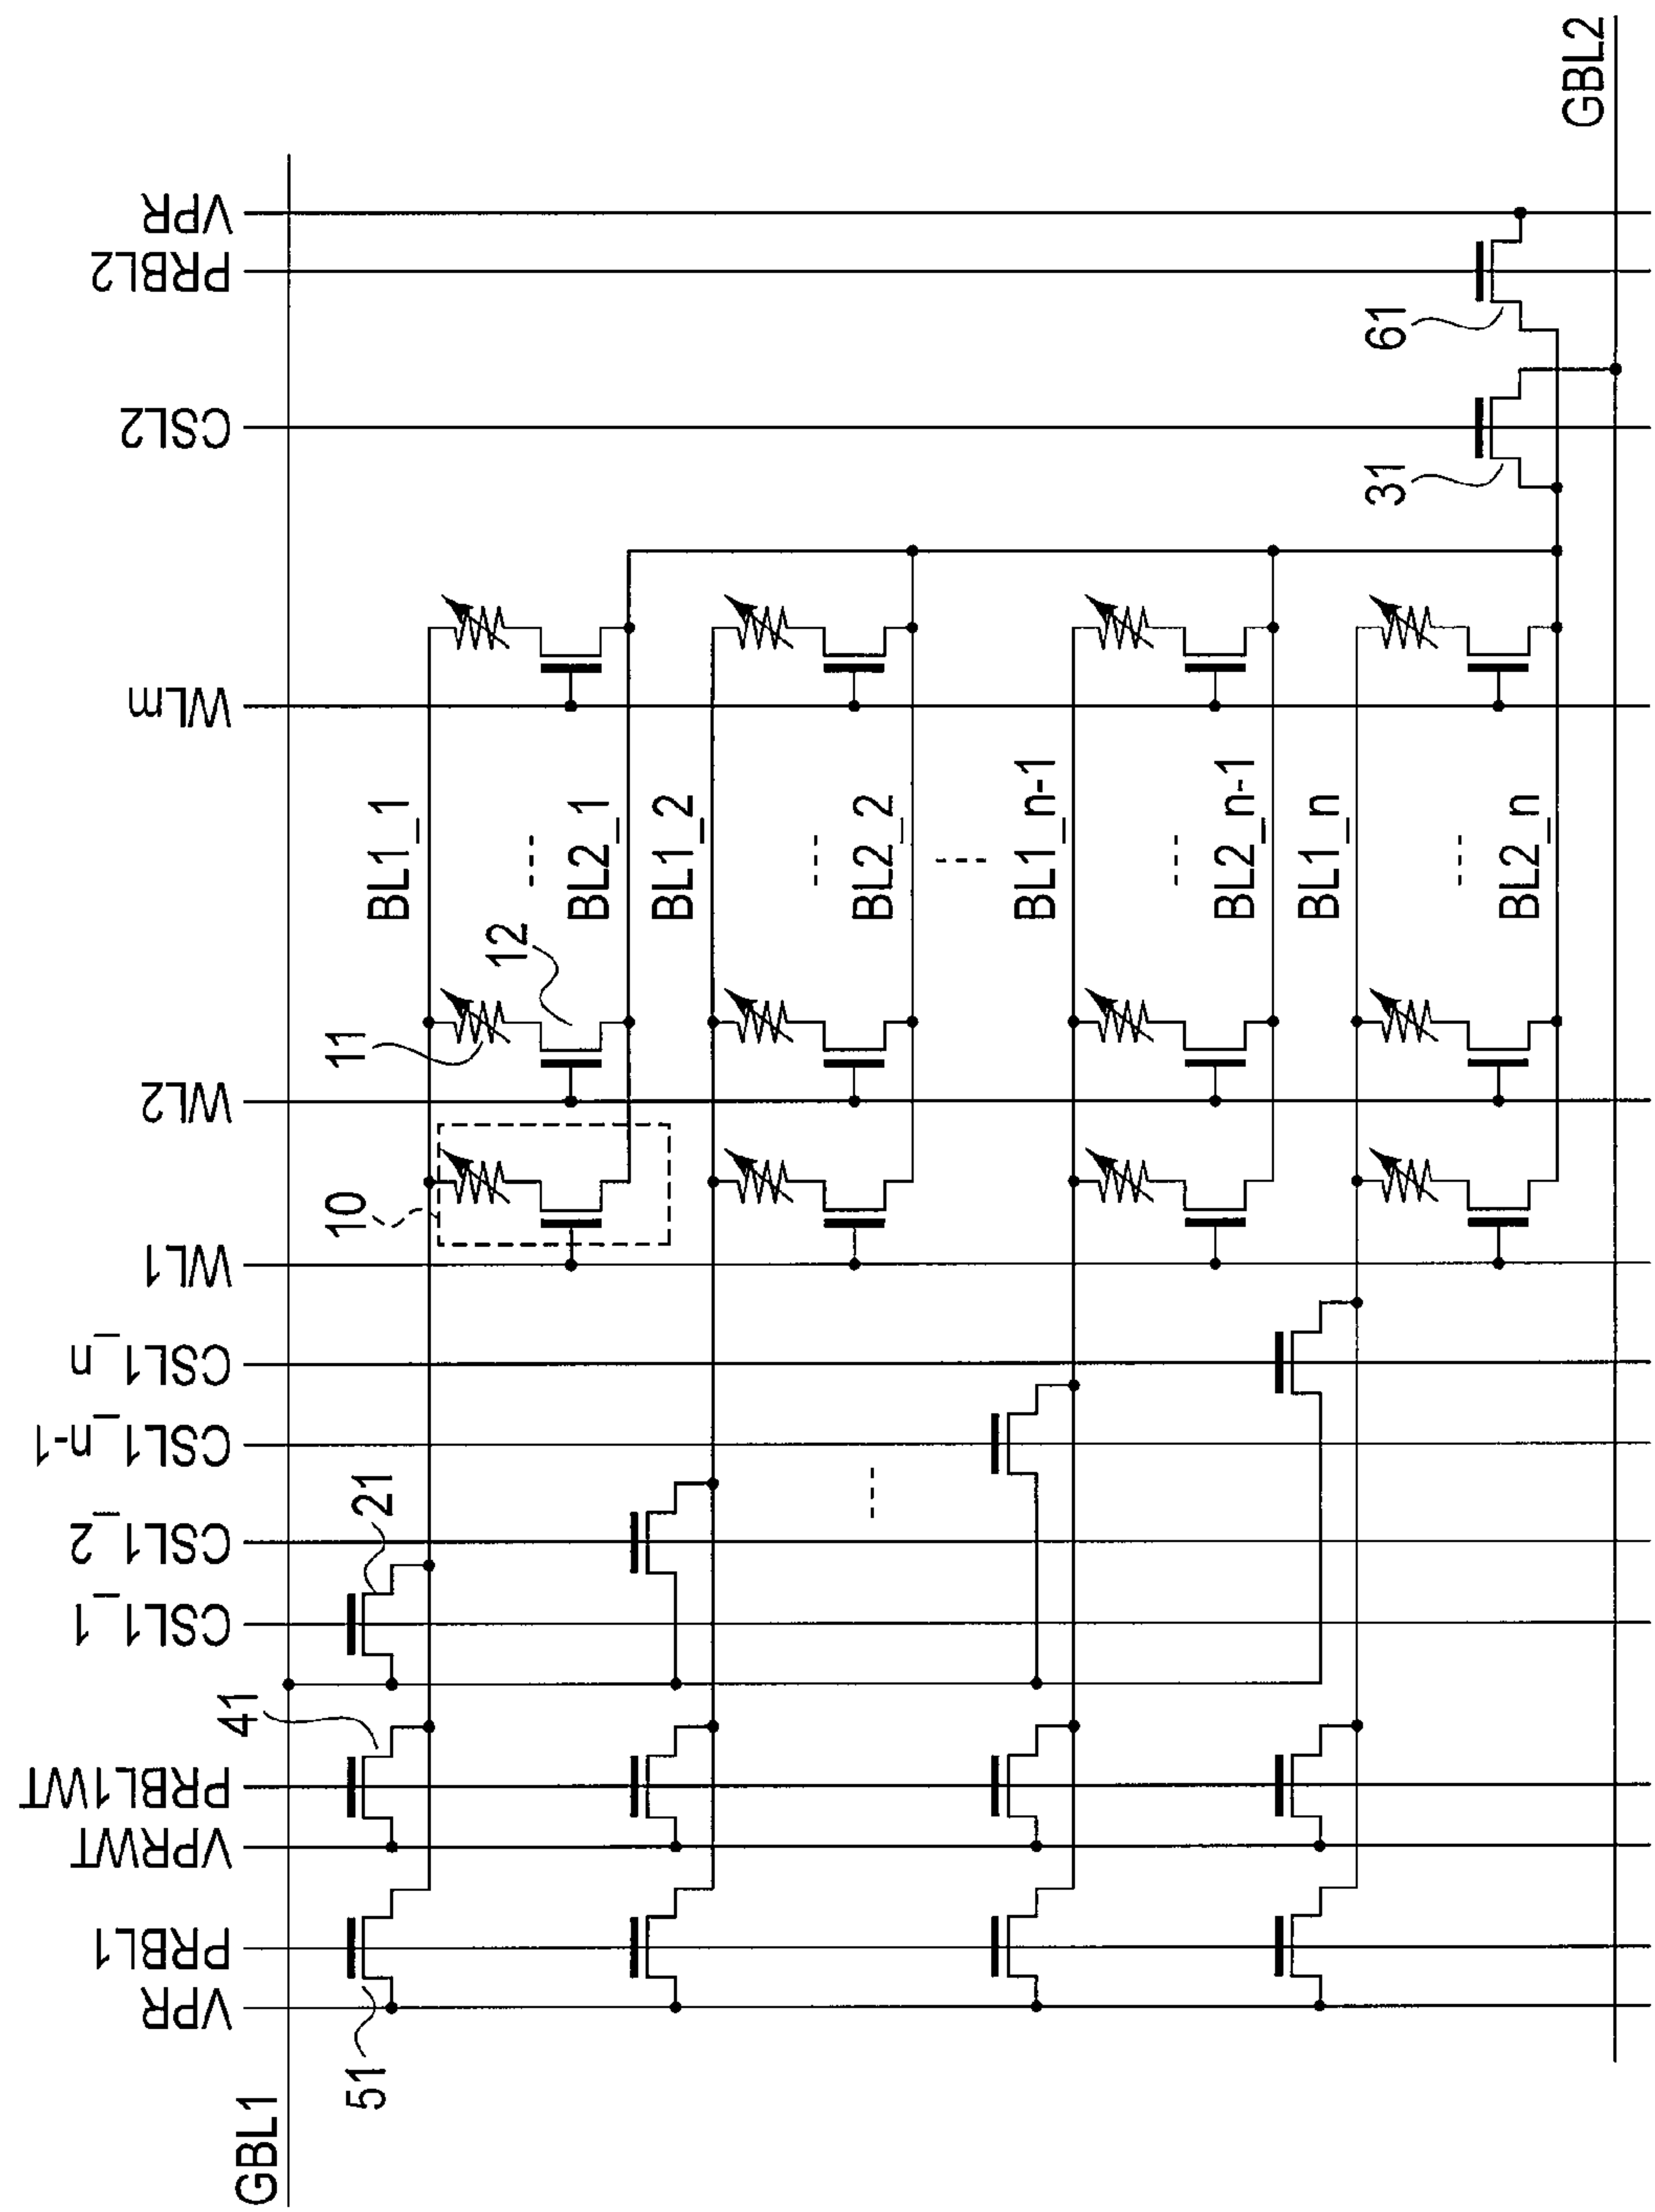 GBL1
VPR
PRBL1
VPRWT
PRBL1WT
CSL1_1
CSL1_2
CSL1_n-1
CSL1_n
WL1
WL2
WLm
CSL2
PRBL2
VPR
51
41
21
10
11
12
BL1_1
BL2_1
BL1_2
BL2_2
BL1_n-1
BL2_n-1
BL1_n
BL2_n
31
61
GBL2